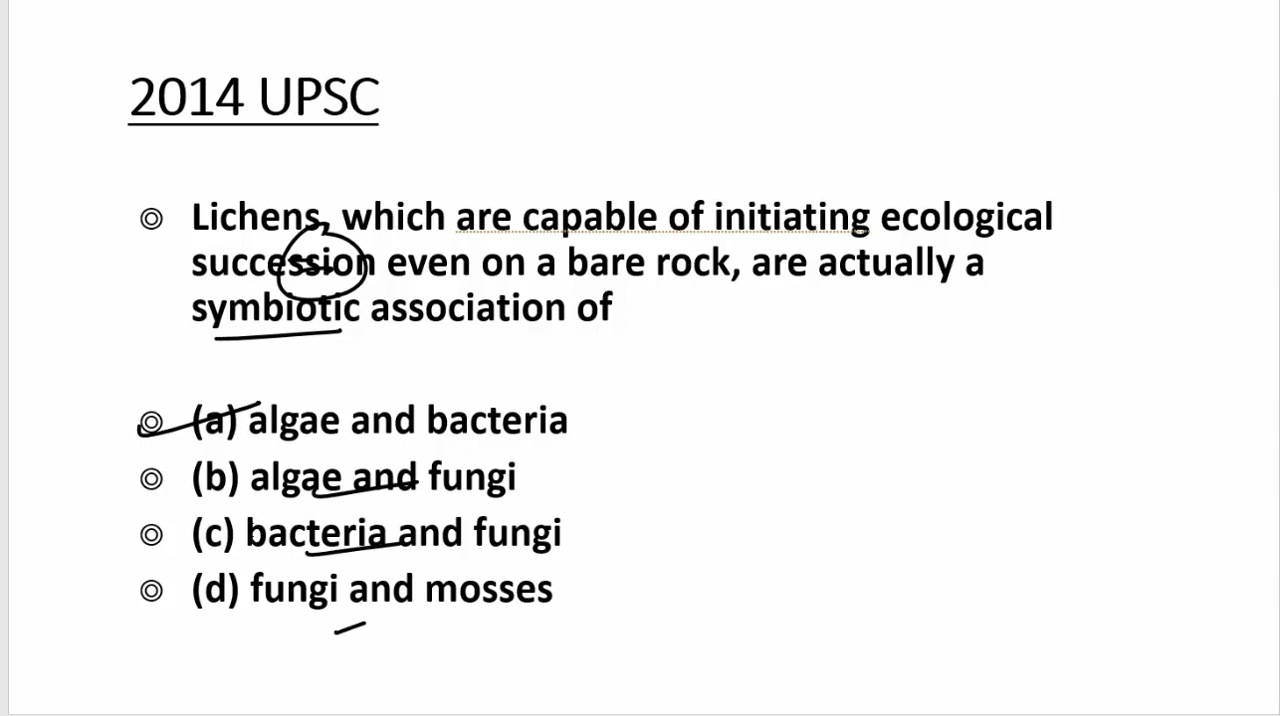 2014 UPSC
Lichens, which are capable of initiating ecological
succession even on a bare rock, are actually a
symbiotic association of
(a) algae and bacteria
(b) algae and fungi
(c) bacteria and fungi
(d) fungi and mosses